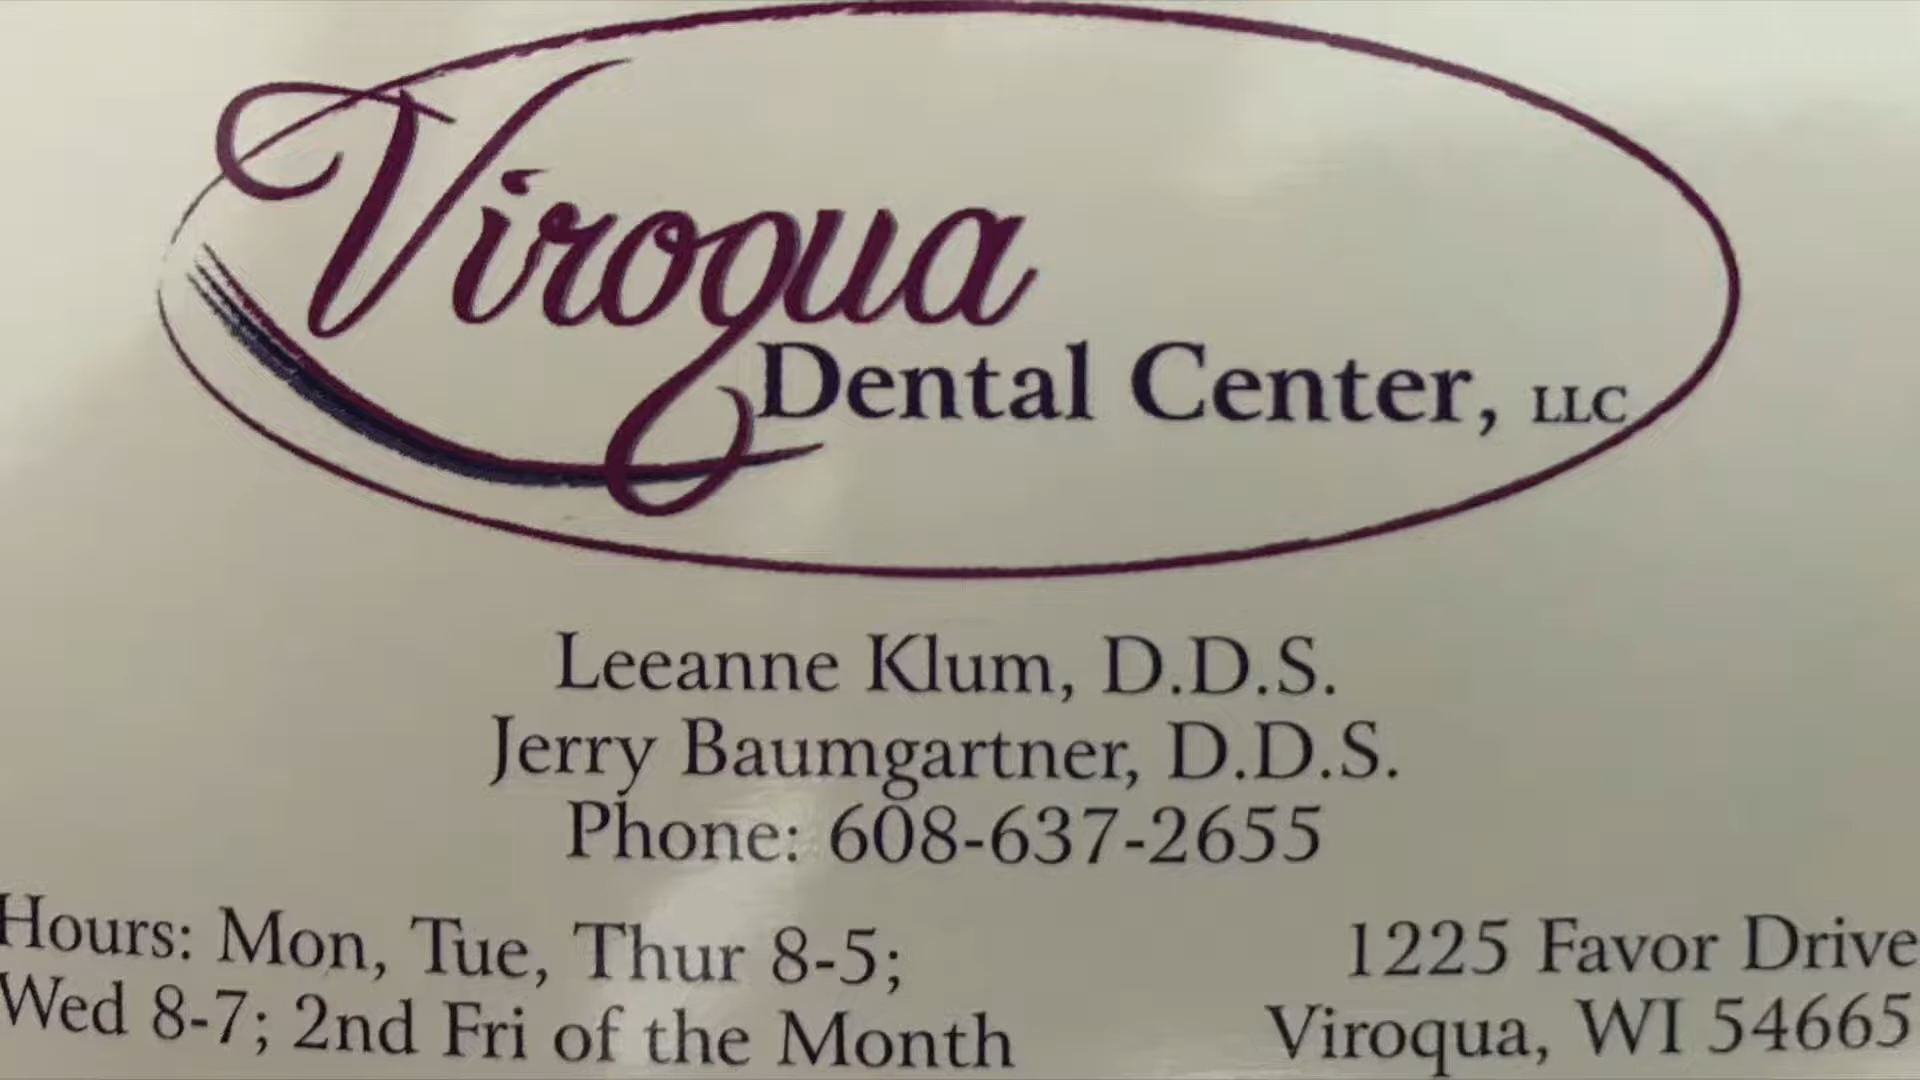 Viroqua
Dental Center, LLC
Leeanne Klum, D.D.S.
Jerry Baumgartner, D.D.S.
Phone: 608-637-2655
Hours: Mon, Tue, Thur 8-5;
Wed 8-7; 2nd Fri of the Month
1225 Favor Drive
Viroqua, WI 54665